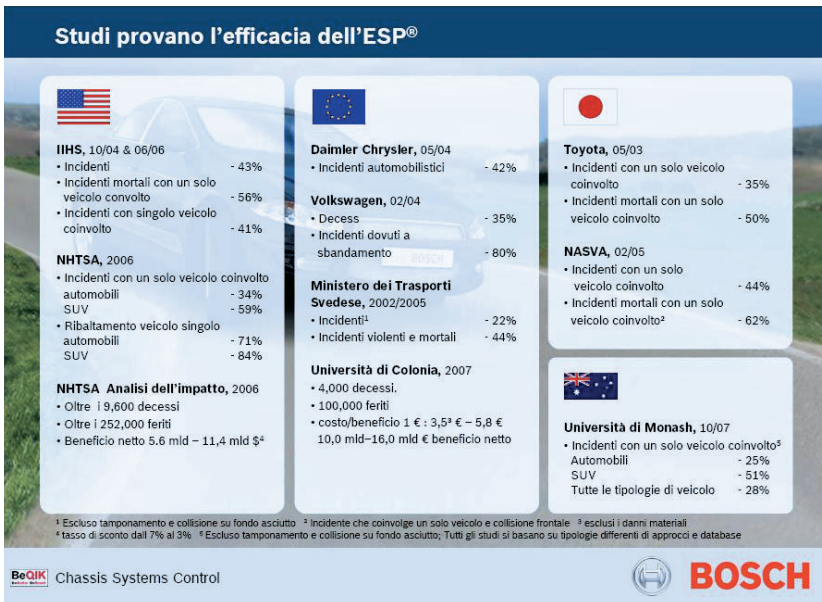 Studi provano l'efficacia dell'ESP®
IIHS, 10/04 & 06/06
• Incidenti - 43%
• Incidenti mortali con un solo
veicolo convolto - 56%
• Incidenti con singolo veicolo
coinvolto - 41%
NHTSA, 2006
• Incidenti con un solo veicolo coinvolto
automobili - 34%
SUV - 59%
• Ribaltamento veicolo singolo
automobili - 71%
SUV - 84%
NHTSA Analisi dell'impatto, 2006
• Oltre i 9,600 decessi
• Oltre i 252,000 feriti
• Beneficio netto 5.6 mld – 11,4 mld $⁴
Daimler Chrysler, 05/04
• Incidenti automobilistici - 42%
Volkswagen, 02/04
• Decess - 35%
• Incidenti dovuti a
sbandamento - 80%
Ministero dei Trasporti
Svedese, 2002/2005
• Incidenti¹ - 22%
• Incidenti violenti e mortali - 44%
Università di Colonia, 2007
• 4,000 decessi.
• 100,000 feriti
• costo/beneficio 1 € : 3,5³ € – 5,8 €
10,0 mld–16,0 mld € beneficio netto
Toyota, 05/03
• Incidenti con un solo veicolo
coinvolto - 35%
• Incidenti mortali con un solo
veicolo coinvolto - 50%
NASVA, 02/05
• Incidenti con un solo
veicolo coinvolto - 44%
• Incidenti mortali con un solo
veicolo coinvolto² - 62%
Università di Monash, 10/07
• Incidenti con un solo veicolo coinvolto⁵
Automobili - 25%
SUV - 51%
Tutte le tipologie di veicolo - 28%
BOSCH
¹ Escluso tamponamento e collisione su fondo asciutto ² Incidente che coinvolge un solo veicolo e collisione frontale ³ esclusi i danni materiali
⁴ tasso di sconto dall 7% al 3% ⁵ Escluso tamponamento e collisione su fondo asciutto; Tutti gli studi si basano su tipologie differenti di approcci e database
BeQIK
Chassis Systems Control
BOSCH